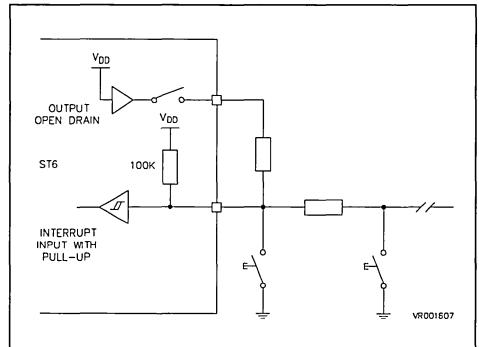 VDD
OUTPUT
OPEN DRAIN
VDD
ST6
100K
INTERRUPT
INPUT WITH
PULL-UP
VR001607